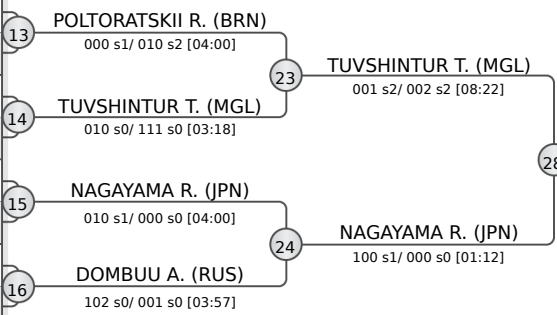 POLTORATSKII R. (BRN)
13
000 s1/ 010 s2 [04:00]
23
TUVSHINTUR T. (MGL)
001 s2/ 002 s2 [08:22]
TUVSHINTUR T. (MGL)
14
010 s0/ 111 s0 [03:18]
28
NAGAYAMA R. (JPN)
15
010 s1/ 000 s0 [04:00]
24
NAGAYAMA R. (JPN)
100 s1/ 000 s0 [01:12]
DOMBUU A. (RUS)
16
102 s0/ 001 s0 [03:57]